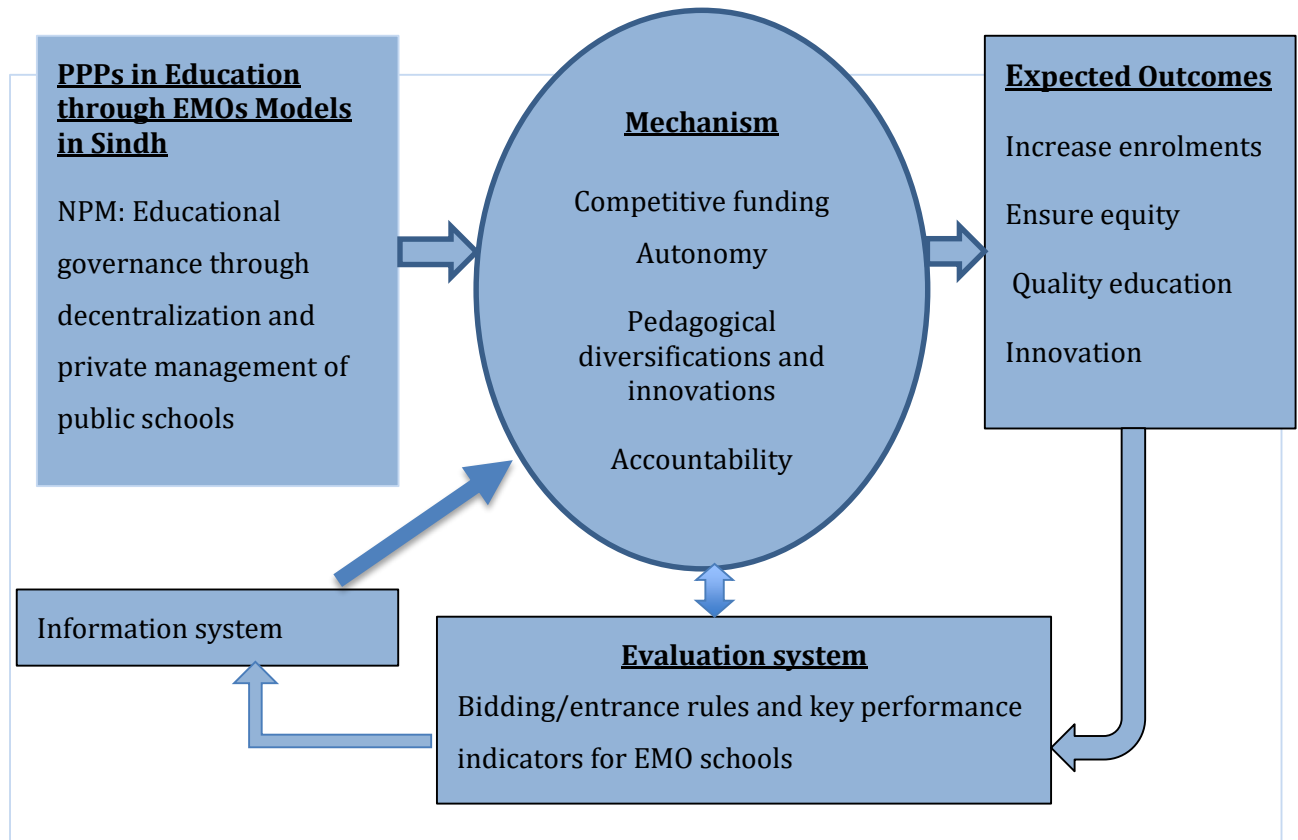 PPPs in Education
through EMOs Models
in Sindh
NPM: Educational
governance through
decentralization and
private management of
public schools
Mechanism
Competitive funding
Autonomy
Pedagogical
diversifications and
innovations
Accountability
Expected Outcomes
Increase enrolments
Ensure equity
Quality education
Innovation
Information system
Evaluation system
Bidding/entrance rules and key performance
indicators for EMO schools